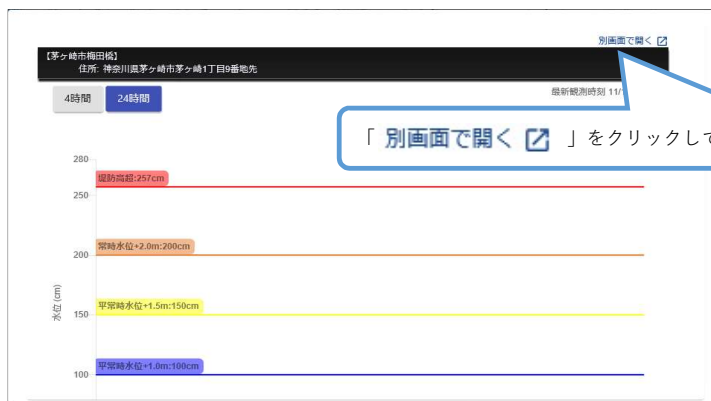 別画面で開く
【茅ヶ崎市梅田橋】
住所: 神奈川県茅ケ崎市茅ヶ崎1丁目9番地先
4時間 24時間
最新観測時刻 11/
「 別画面で開く 」をクリックして
280
堤防高超:257cm
250
常時水位+2.0m:200cm
200
水位 (cm)
平常時水位+1.5m:150cm
150
平常時水位+1.0m:100cm
100